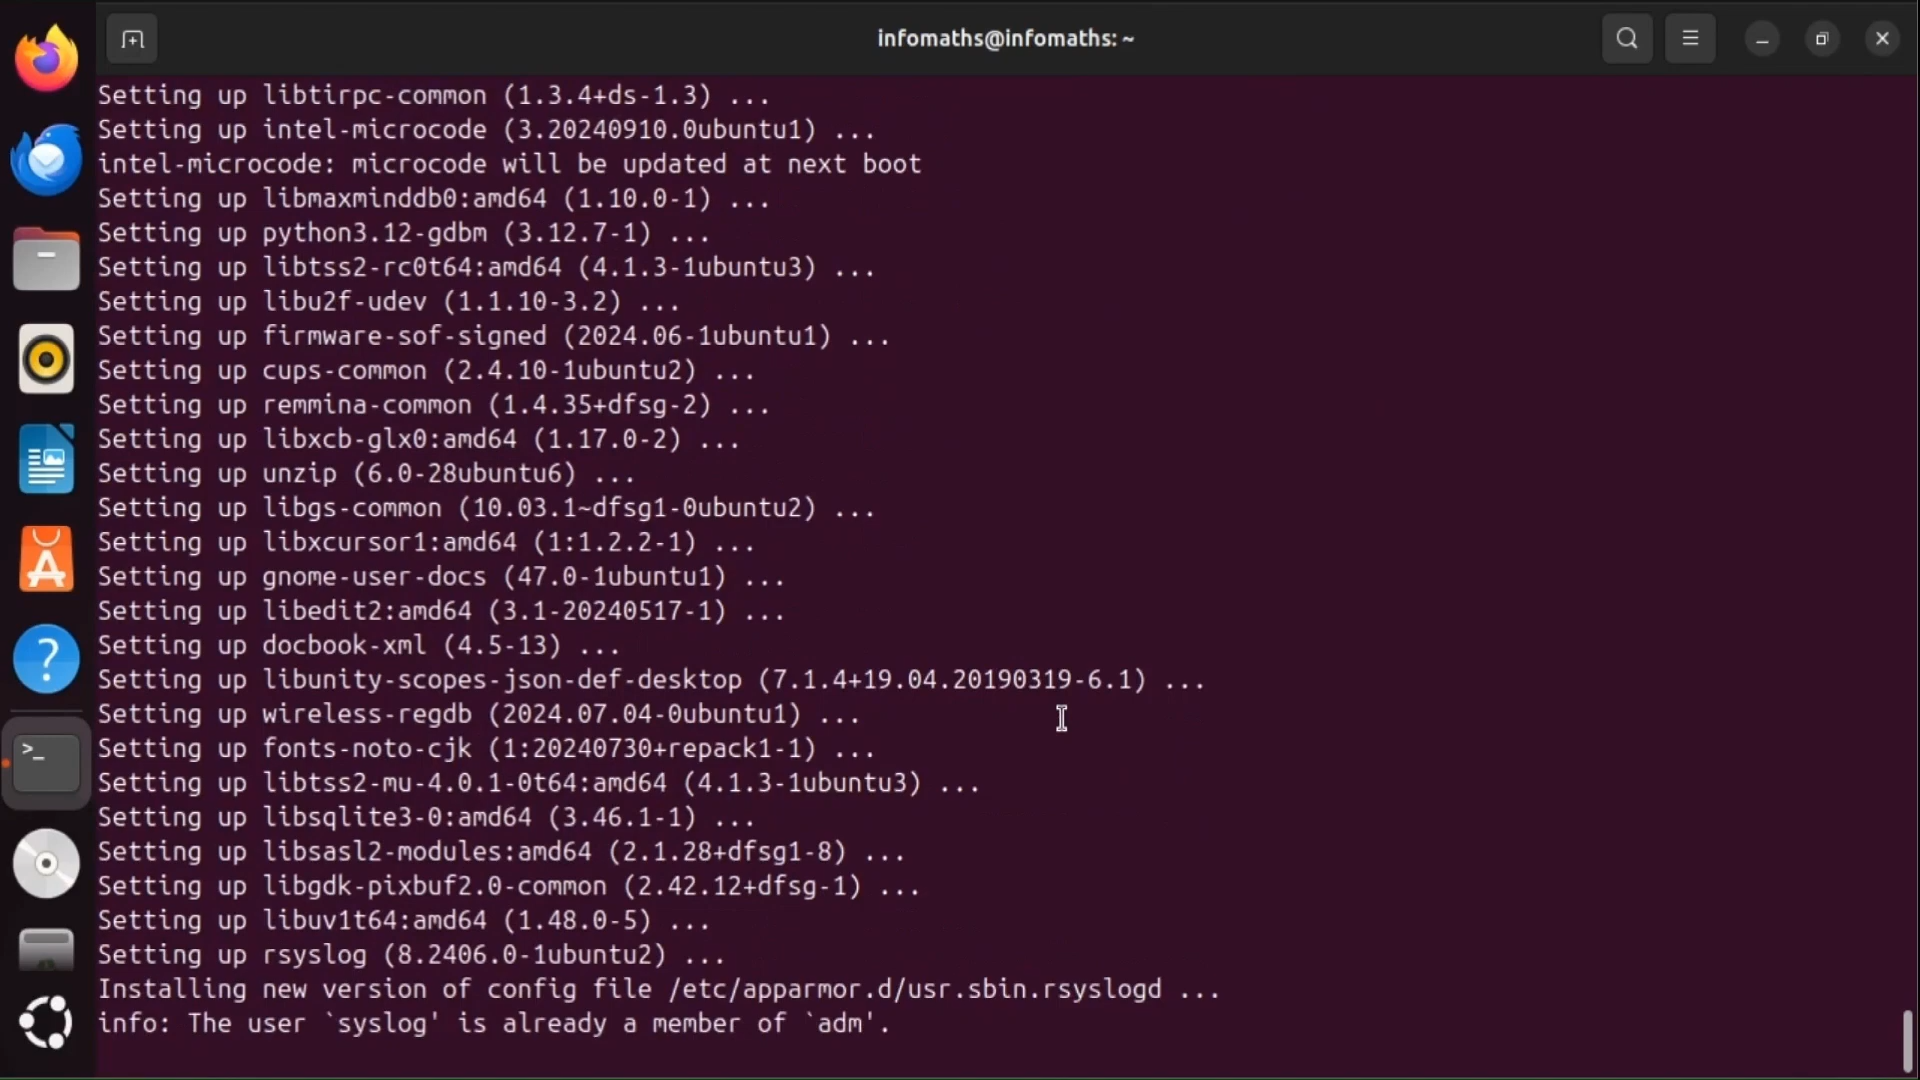 infomaths@infomaths: ~
Setting up libtirpc-common (1.3.4+ds-1.3) ...
Setting up intel-microcode (3.20240910.0ubuntu1) ...
intel-microcode: microcode will be updated at next boot
Setting up libmaxminddb0:amd64 (1.10.0-1) ...
Setting up python3.12-gdbm (3.12.7-1) ...
Setting up libtss2-rc0t64:amd64 (4.1.3-1ubuntu3) ...
Setting up libu2f-udev (1.1.10-3.2) ...
Setting up firmware-sof-signed (2024.06-1ubuntu1) ...
Setting up cups-common (2.4.10-1ubuntu2) ...
Setting up remmina-common (1.4.35+dfsg-2) ...
Setting up libxcb-glx0:amd64 (1.17.0-2) ...
Setting up unzip (6.0-28ubuntu6) ...
Setting up libgs-common (10.03.1~dfsg1-0ubuntu2) ...
Setting up libxcursor1:amd64 (1:1.2.2-1) ...
Setting up gnome-user-docs (47.0-1ubuntu1) ...
Setting up libedit2:amd64 (3.1-20240517-1) ...
Setting up docbook-xml (4.5-13) ...
Setting up libunity-scopes-json-def-desktop (7.1.4+19.04.20190319-6.1) ...
Setting up wireless-regdb (2024.07.04-0ubuntu1) ...
Setting up fonts-noto-cjk (1:20240730+repack1-1) ...
Setting up libtss2-mu-4.0.1-0t64:amd64 (4.1.3-1ubuntu3) ...
Setting up libsqlite3-0:amd64 (3.46.1-1) ...
Setting up libsasl2-modules:amd64 (2.1.28+dfsg1-8) ...
Setting up libgdk-pixbuf2.0-common (2.42.12+dfsg-1) ...
Setting up libuv1t64:amd64 (1.48.0-5) ...
Setting up rsyslog (8.2406.0-1ubuntu2) ...
Installing new version of config file /etc/apparmor.d/usr.sbin.rsyslogd ...
info: The user `syslog' is already a member of `adm'.